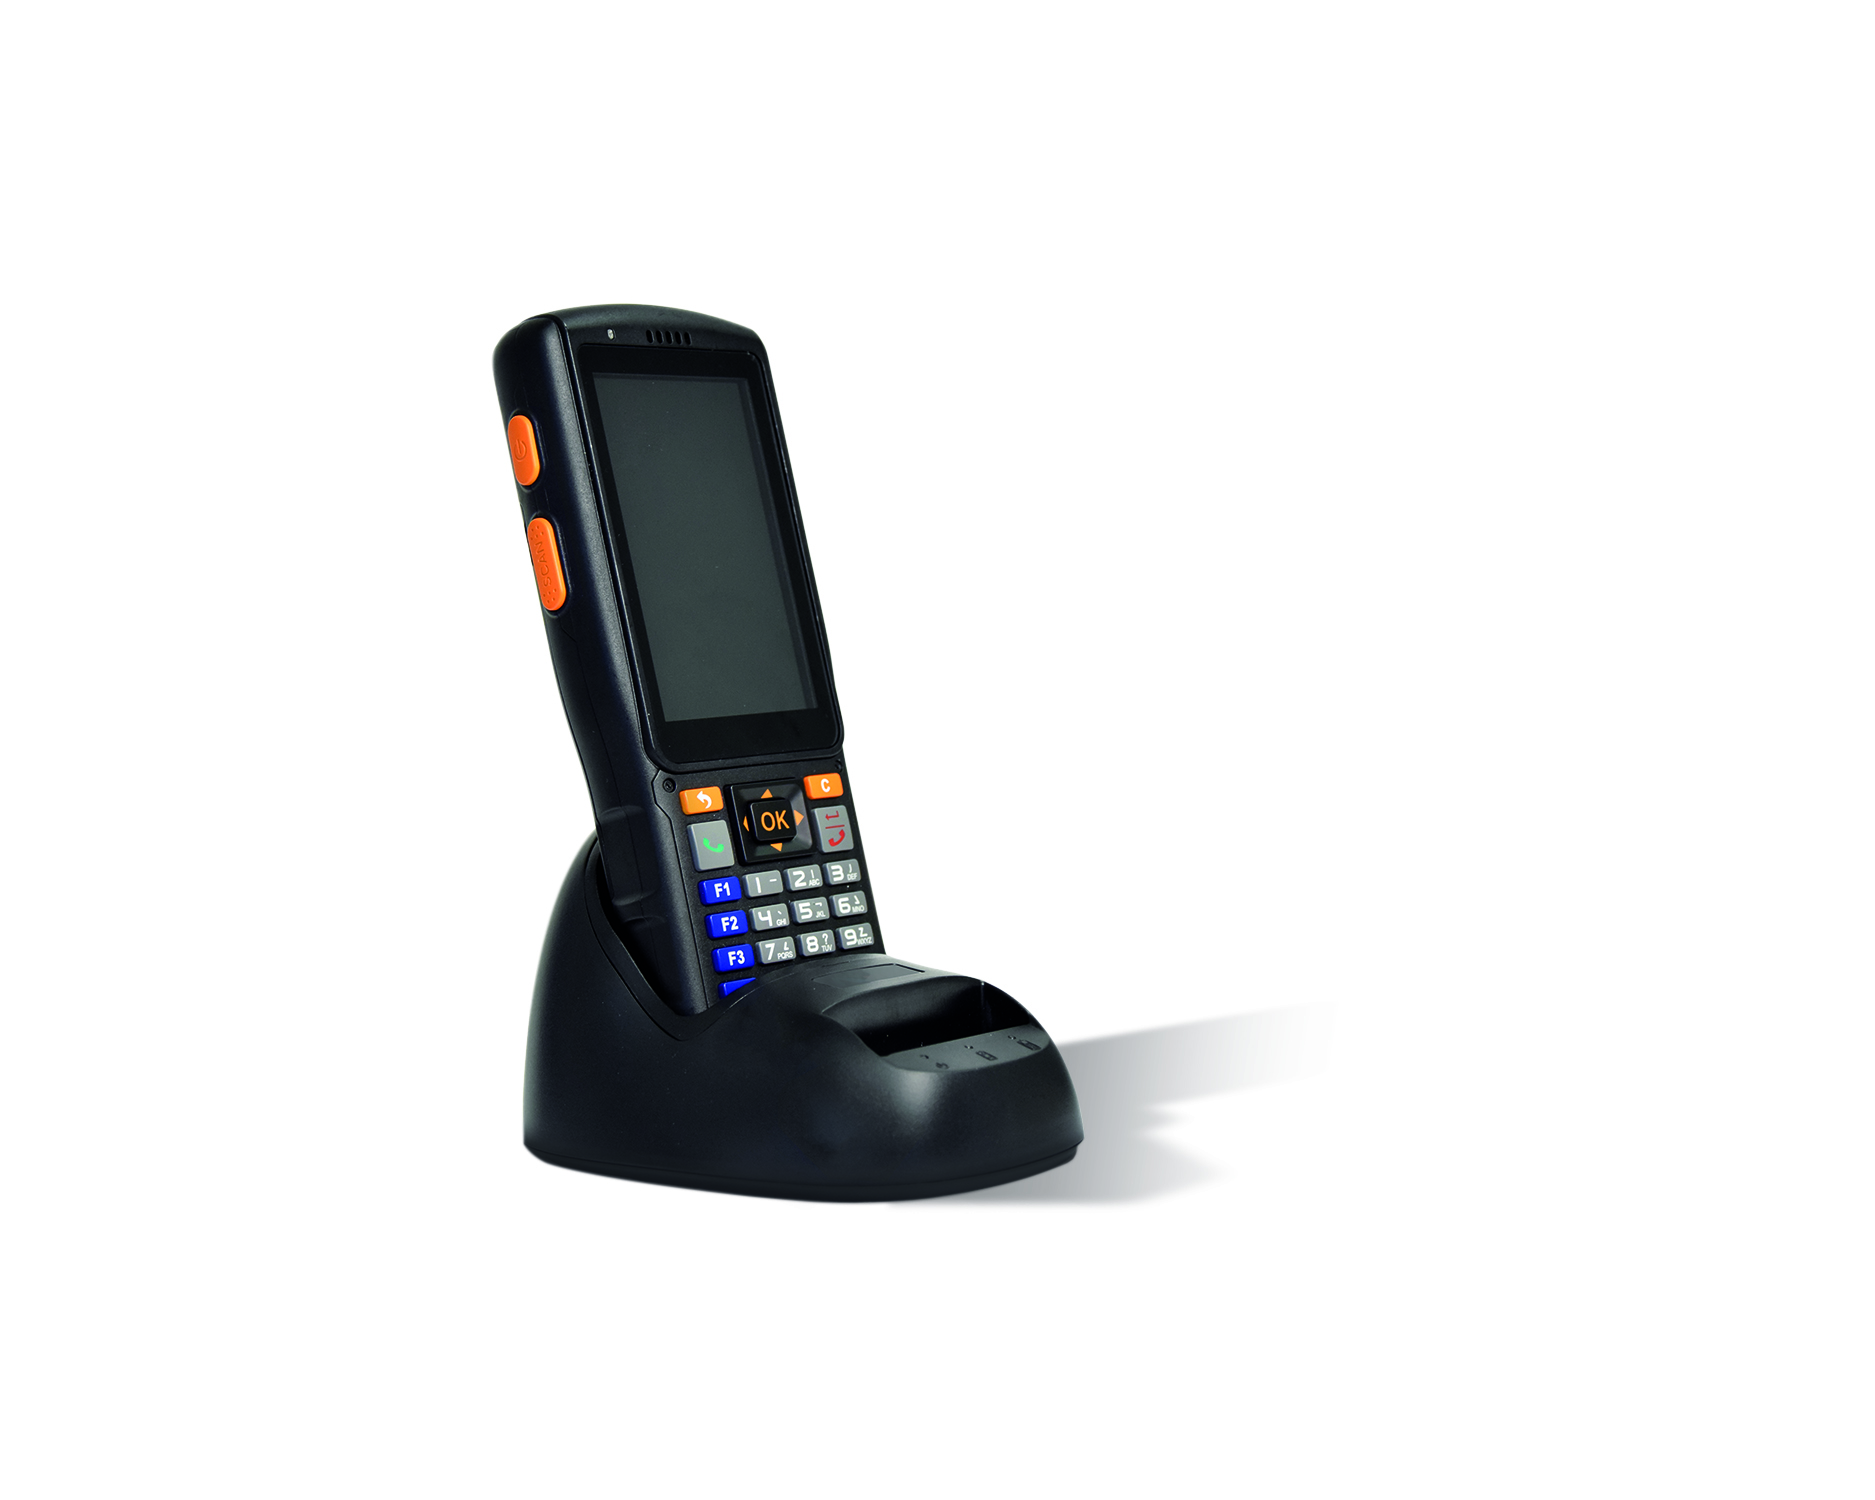 SCAN
C
OK
F1 1 - 2 ABC 3 DEF
F2 4 GHI 5 JKL 6 MNO
F3 7 PQRS 8 ? TUV 9 WXYZ